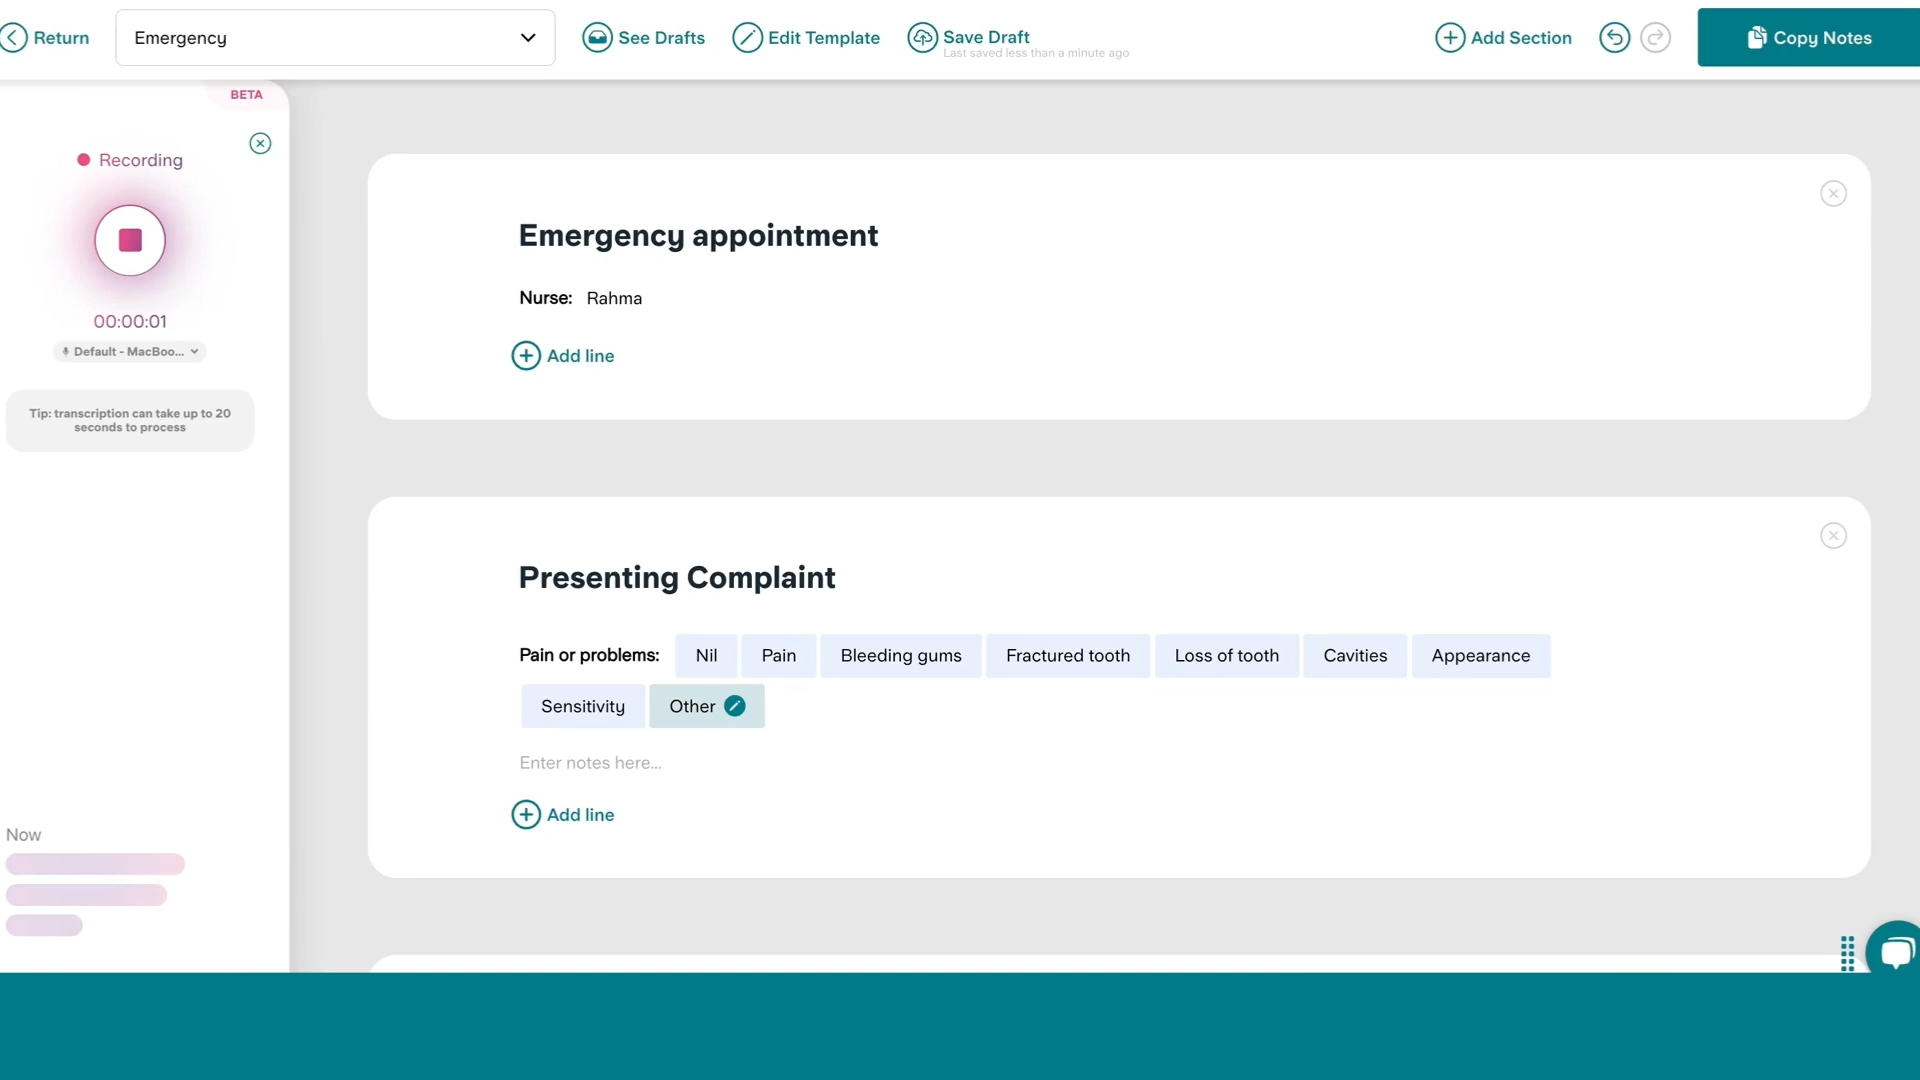 Return
Emergency
See Drafts
Edit Template
Save Draft
Last saved less than a minute ago
Add Section
Copy Notes
BETA
Recording
00:00:01
Default - MacBoo...
Tip: transcription can take up to 20
seconds to process
Now
Emergency appointment
Nurse: Rahma
Add line
Presenting Complaint
Pain or problems: Nil Pain Bleeding gums Fractured tooth Loss of tooth Cavities Appearance
Sensitivity Other
Enter notes here...
Add line